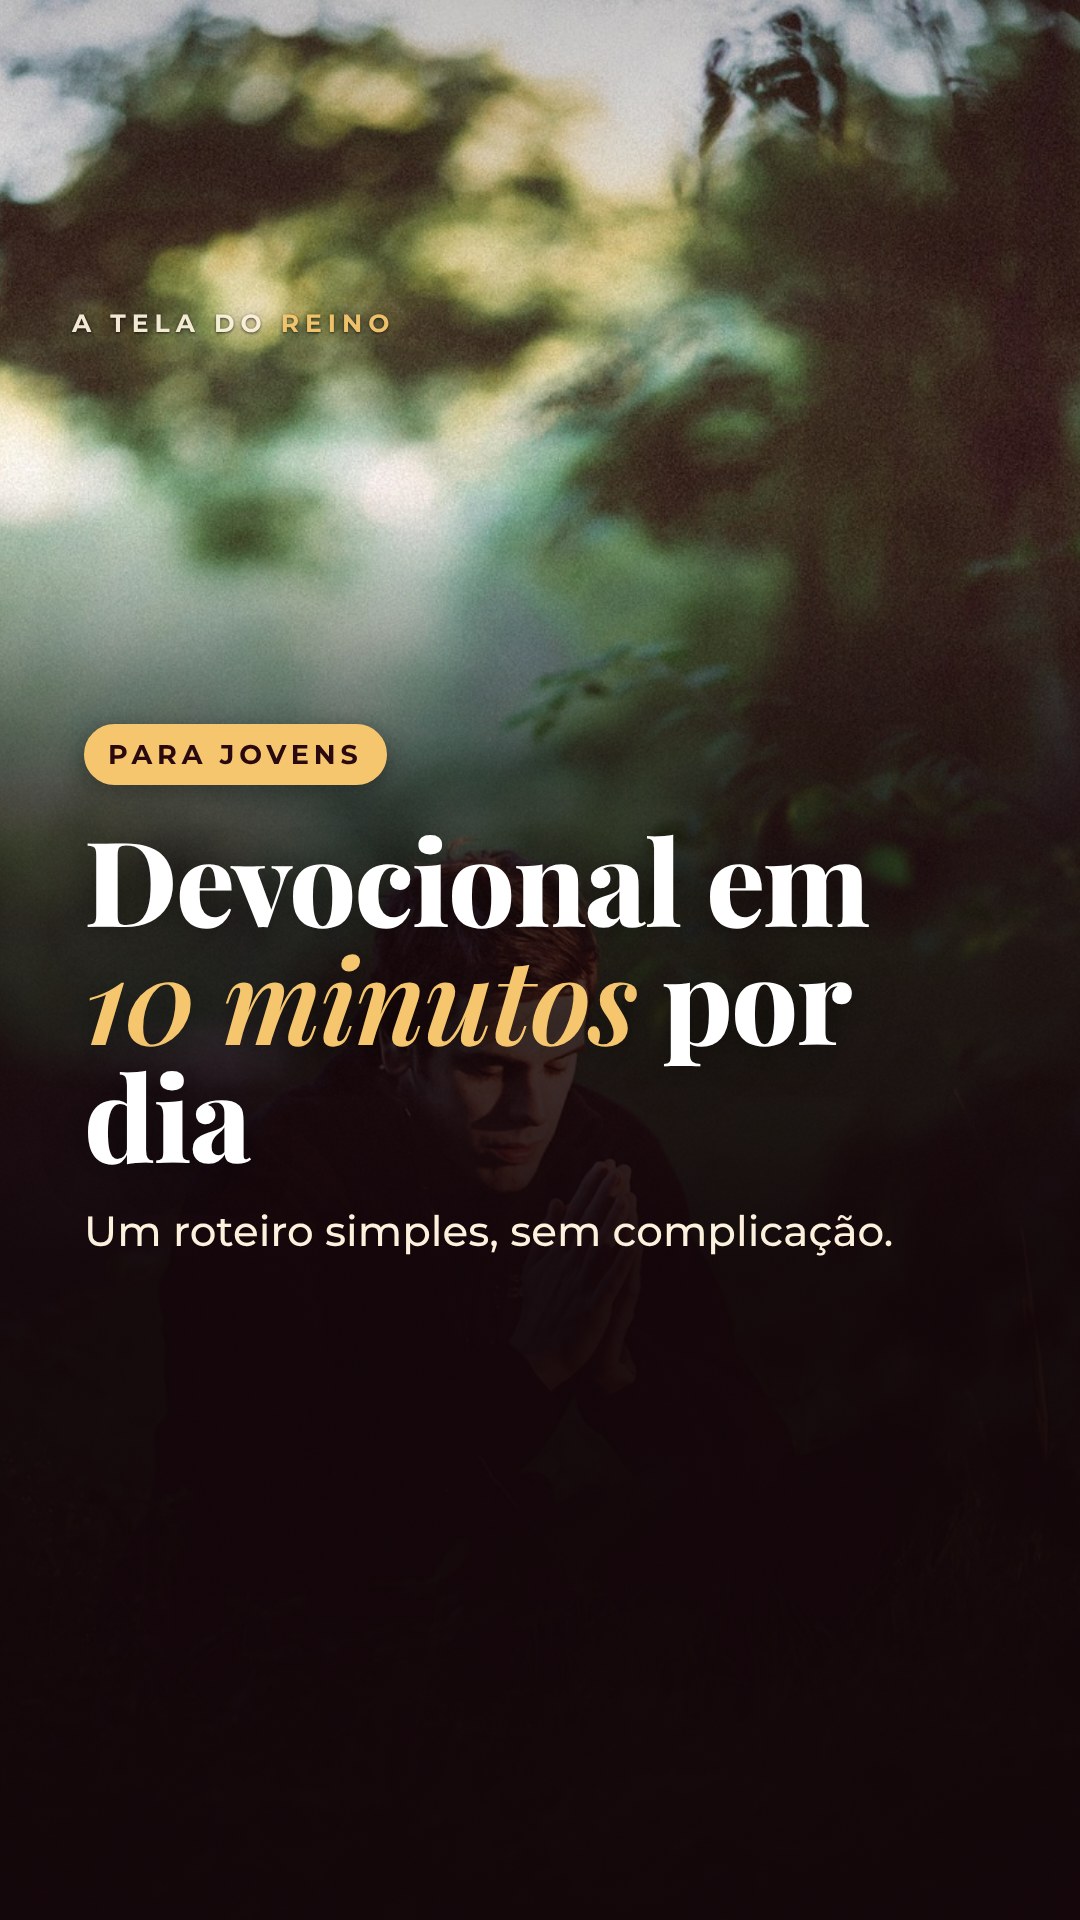 A TELA DO REINO
PARA JOVENS
Devocional em
10 minutos por
dia
Um roteiro simples, sem complicação.